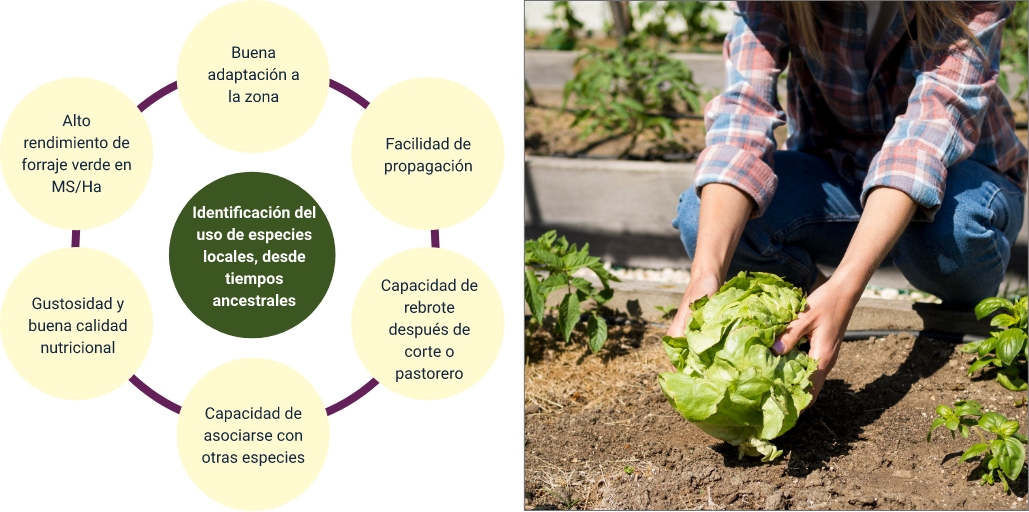 Buena
adaptación a
la zona
Facilidad de
propagación
Capacidad de
rebrote
después de
corte o
pastorero
Capacidad de
asociarse con
otras especies
Gustosidad y
buena calidad
nutricional
Alto
rendimiento de
forraje verde en
MS/Ha
Identificación del
uso de especies
locales, desde
tiempos
ancestrales